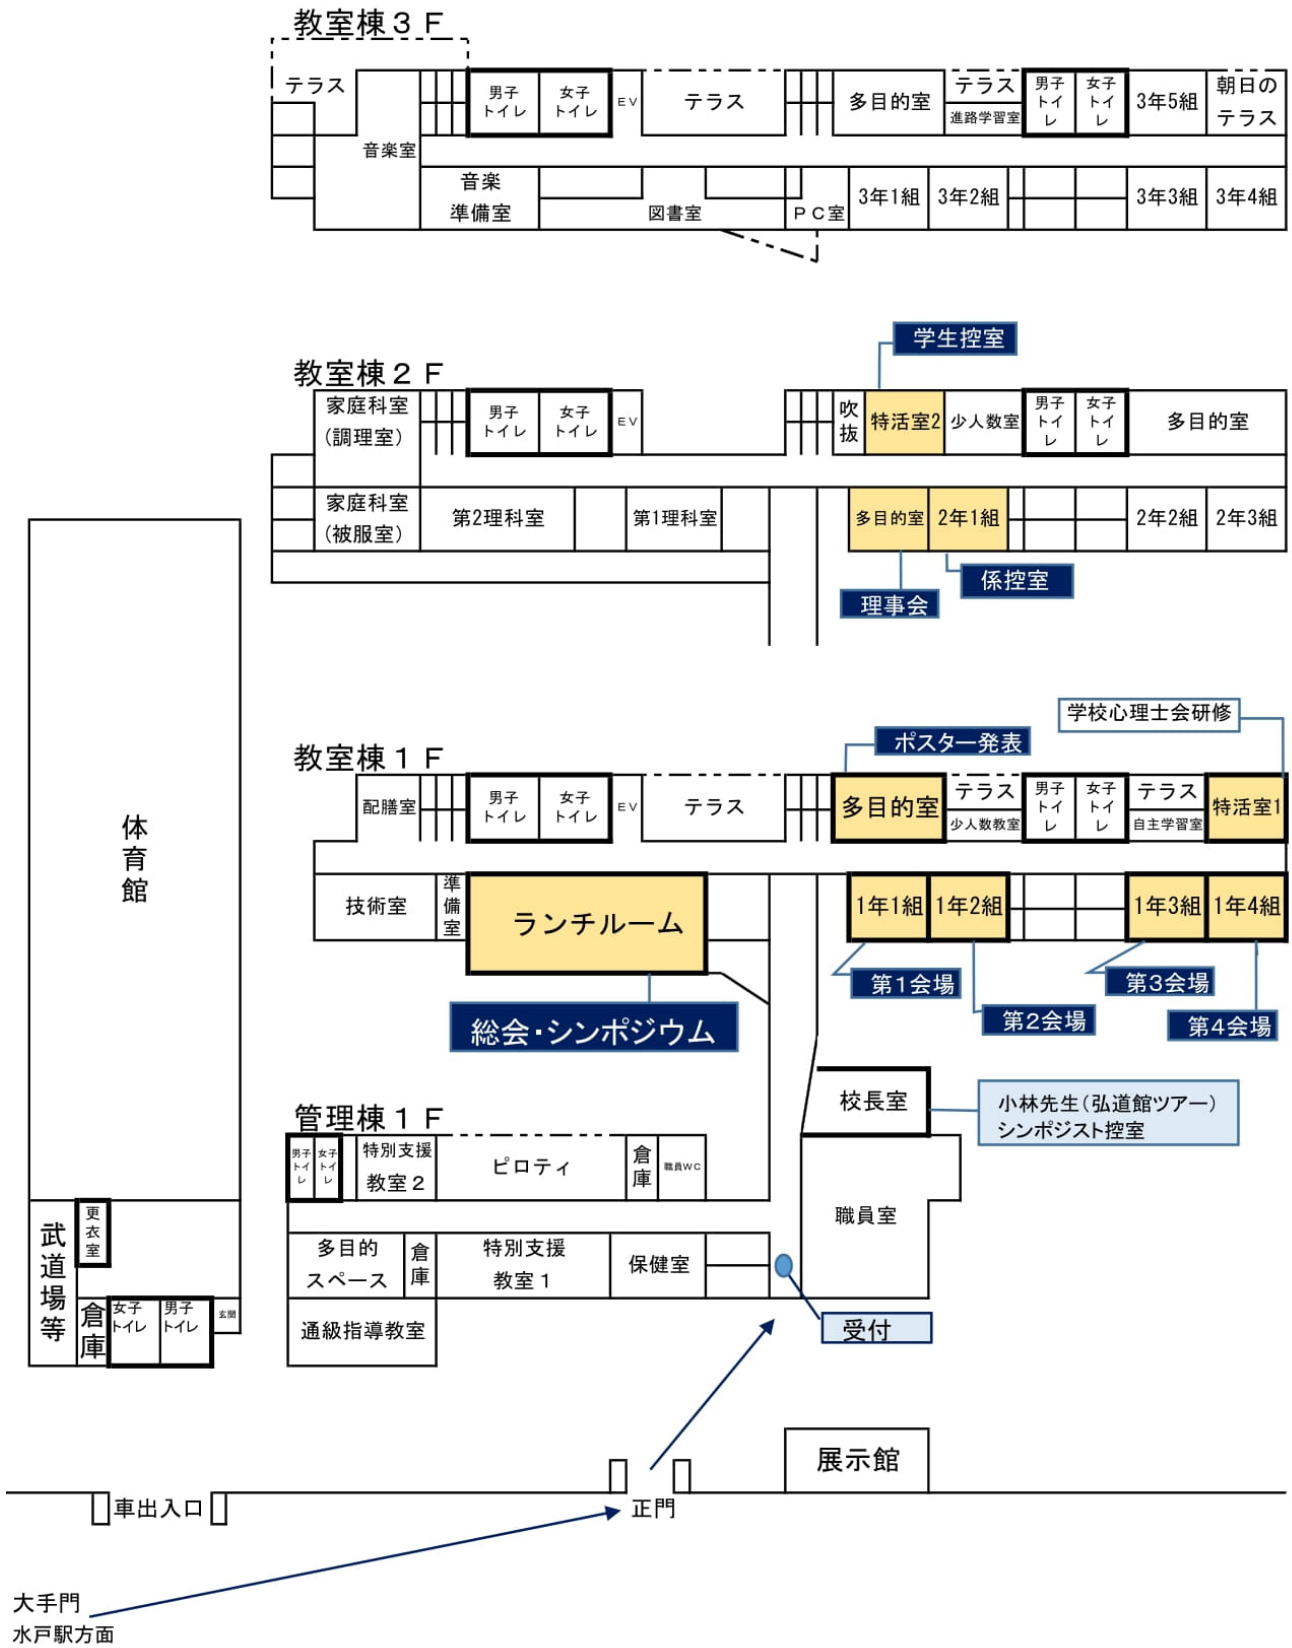 教室棟３Ｆ
テラス
男子
トイレ
女子
トイレ
ＥＶ
テラス
多目的室
テラス
進路学習室
男子
トイ
レ
女子
トイ
レ
3年5組
朝日の
テラス
音楽室
音楽
準備室
図書室
ＰＣ室
3年1組
3年2組
3年3組
3年4組
学生控室
教室棟２Ｆ
家庭科室
(調理室)
男子
トイレ
女子
トイレ
ＥＶ
吹
抜
特活室2
少人数室
男子
トイ
レ
女子
トイ
レ
多目的室
家庭科室
(被服室)
第2理科室
第1理科室
多目的室
2年1組
2年2組
2年3組
係控室
理事会
学校心理士会研修
ポスター発表
教室棟１Ｆ
配膳室
男子
トイレ
女子
トイレ
ＥＶ
テラス
多目的室
テラス
少人数教室
男子
トイ
レ
女子
トイ
レ
テラス
自主学習室
特活室1
体
育
館
技術室
準
備
室
ランチルーム
1年1組
1年2組
1年3組
1年4組
第１会場
第２会場
第３会場
第４会場
総会・シンポジウム
校長室
小林先生（弘道館ツアー）
シンポジスト控室
管理棟１Ｆ
男子
トイ
レ
女子
トイ
レ
特別支援
教室２
ピロティ
倉
庫
職員ＷＣ
職員室
多目的
スペース
倉
庫
特別支援
教室１
保健室
受付
通級指導教室
武
道
場
等
更
衣
室
倉
庫
女子
トイレ
男子
トイレ
玄関
展示館
車出入口
正門
大手門
水戸駅方面